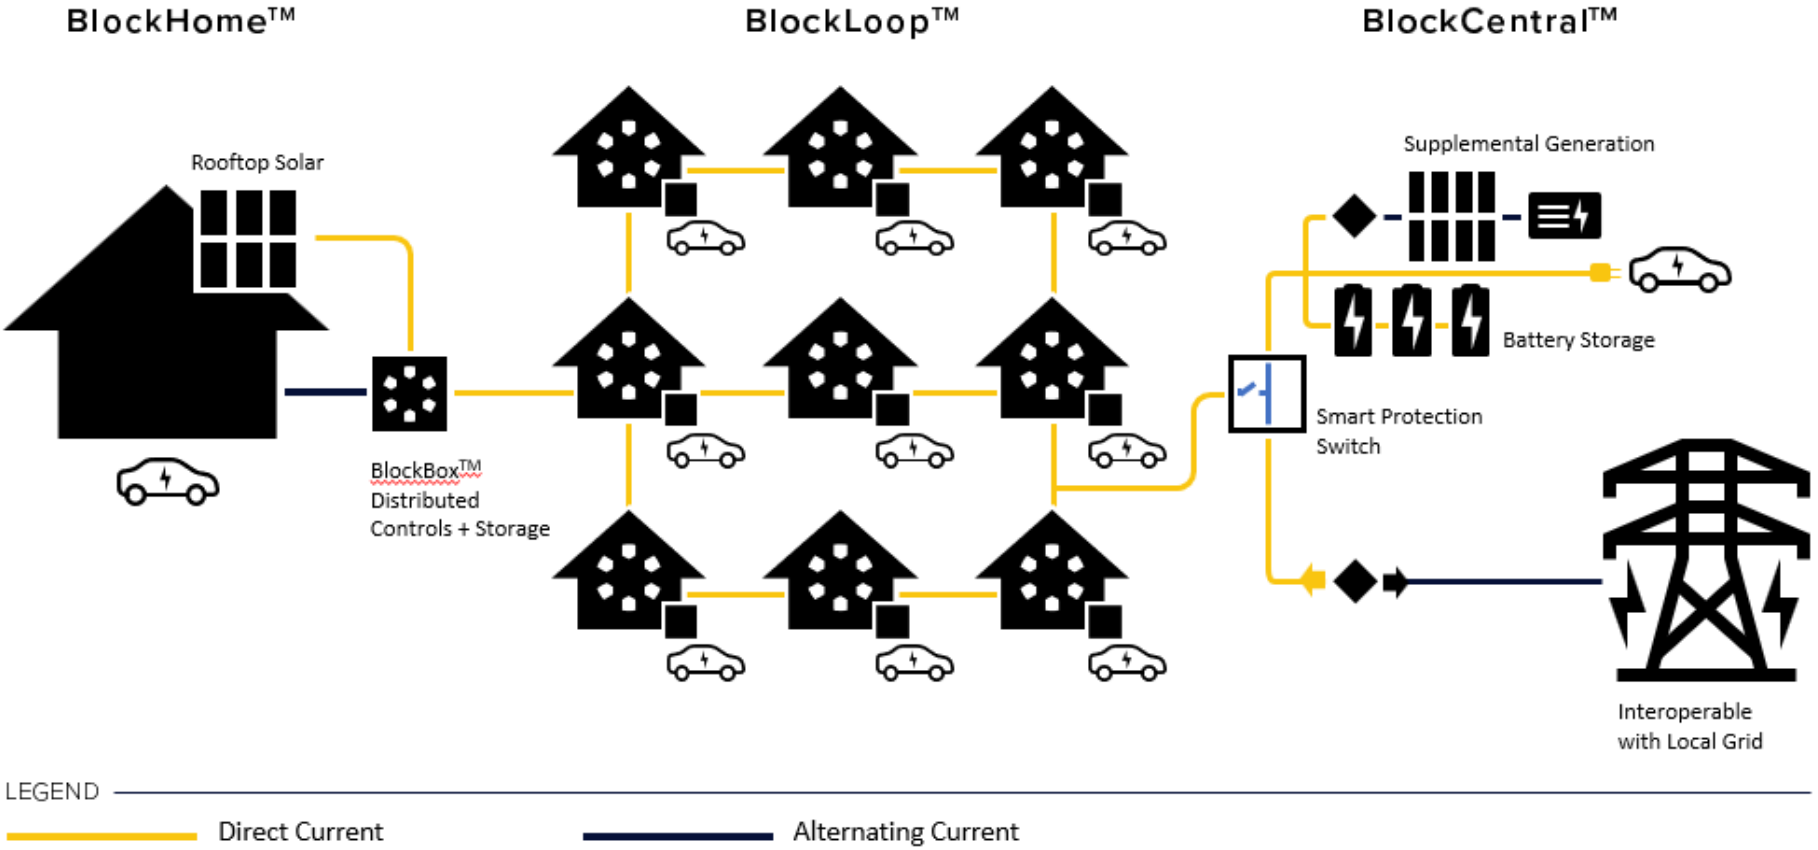 BlockHome™
BlockLoop™
BlockCentral™
Rooftop Solar
Supplemental Generation
Battery Storage
Smart Protection
Switch
BlockBox™
Distributed
Controls + Storage
Interoperable
with Local Grid
LEGEND
Direct Current
Alternating Current